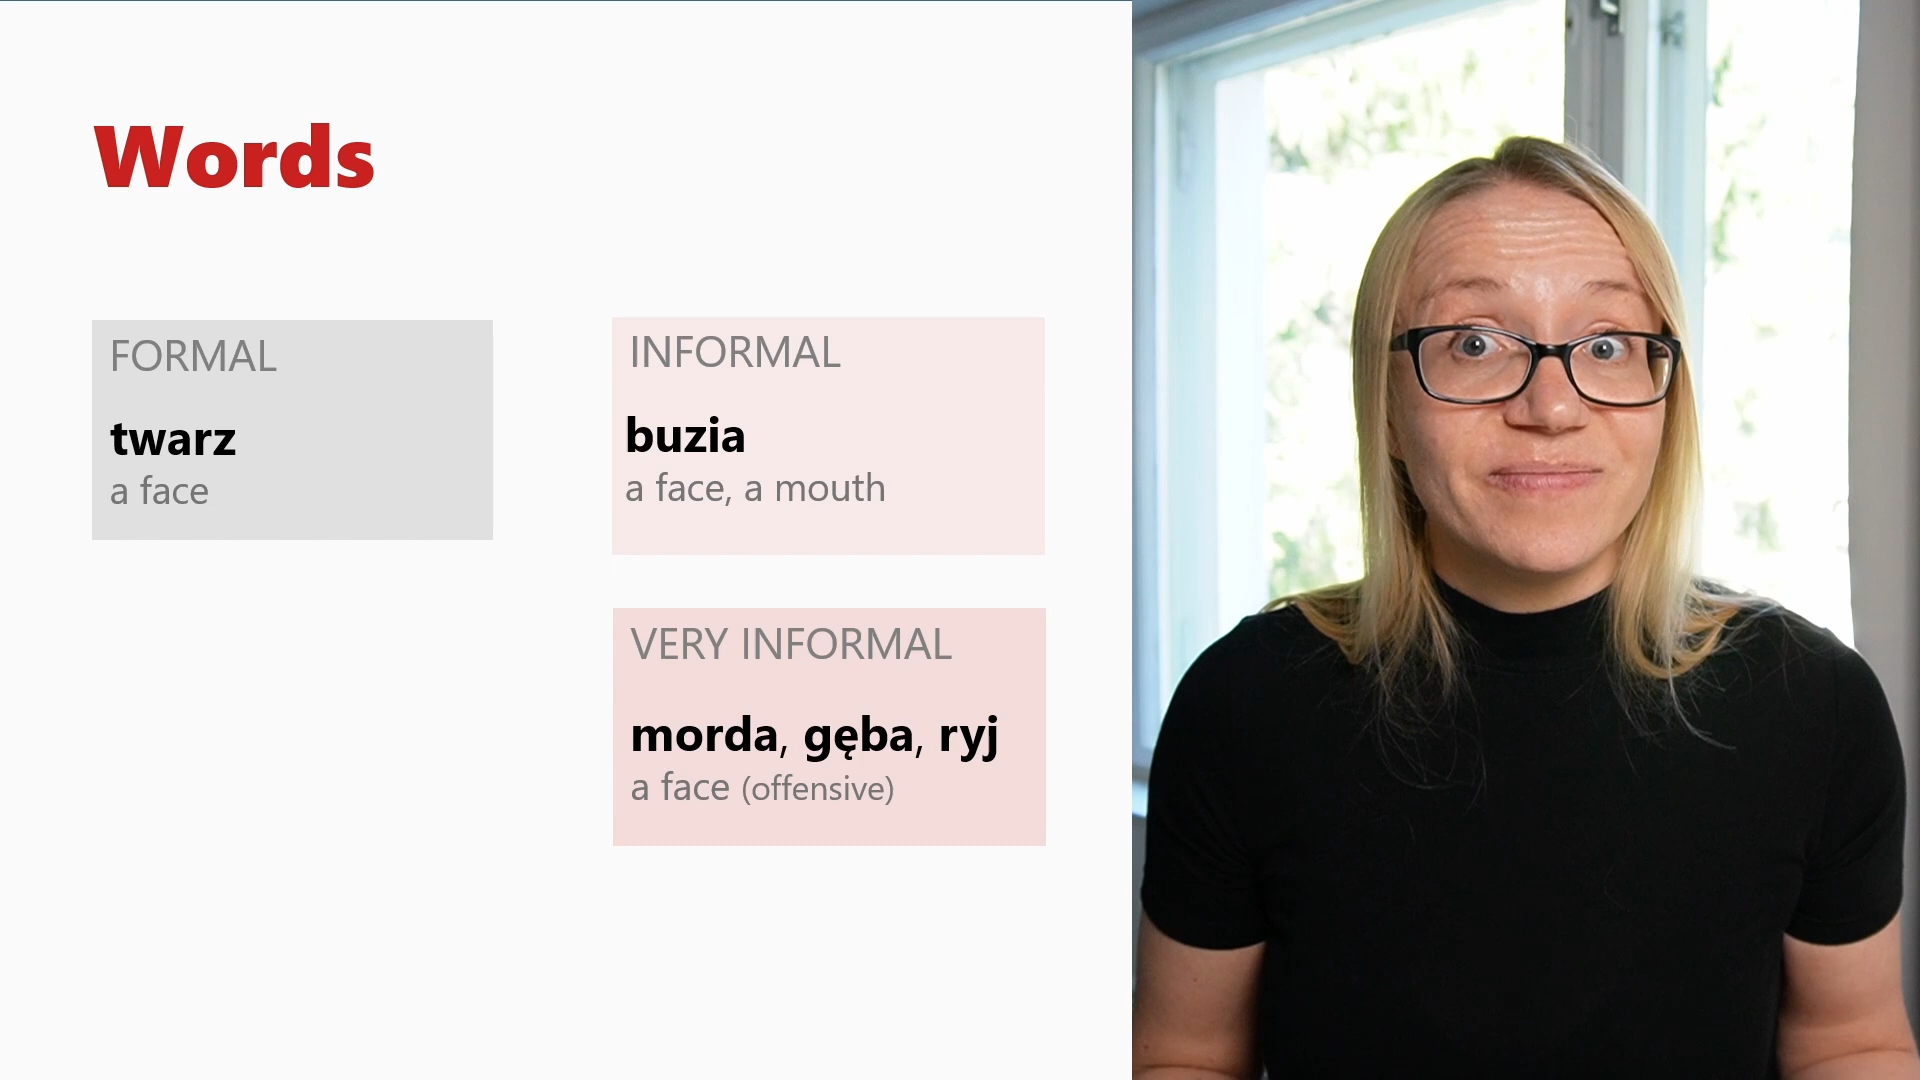 Words
FORMAL
twarz
a face
INFORMAL
buzia
a face, a mouth
VERY INFORMAL
morda, gęba, ryj
a face (offensive)